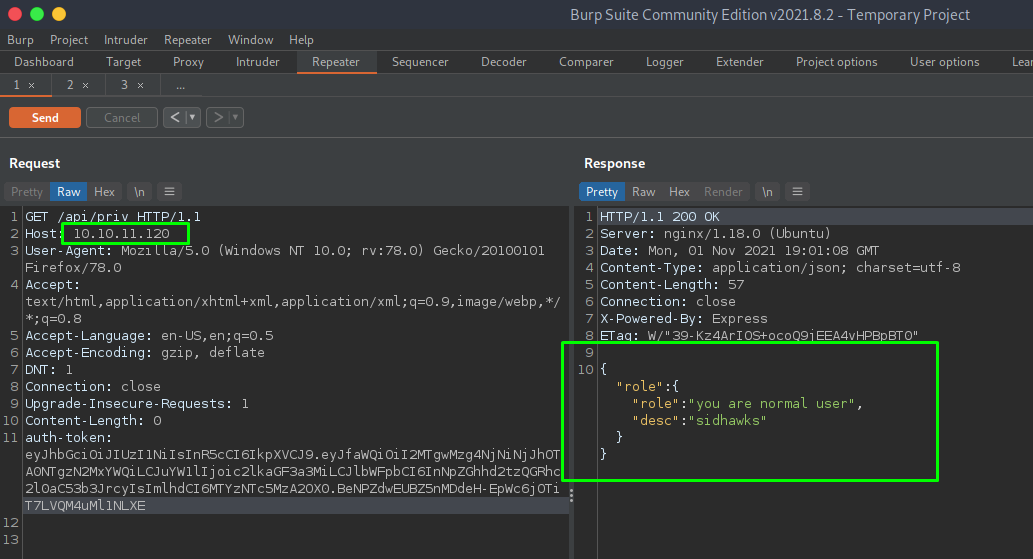 Burp Suite Community Edition v2021.8.2 - Temporary Project
Burp Project Intruder Repeater Window Help
Dashboard Target Proxy Intruder Repeater Sequencer Decoder Comparer Logger Extender Project options User options Lear
1 × 2 × 3 × ...
Send Cancel < > 
Request
Pretty Raw Hex \n
1 GET /api/priv HTTP/1.1
2 Host: 10.10.11.120
3 User-Agent: Mozilla/5.0 (Windows NT 10.0; rv:78.0) Gecko/20100101
Firefox/78.0
4 Accept:
text/html,application/xhtml+xml,application/xml;q=0.9,image/webp,*/
*;q=0.8
5 Accept-Language: en-US,en;q=0.5
6 Accept-Encoding: gzip, deflate
7 DNT: 1
8 Connection: close
9 Upgrade-Insecure-Requests: 1
10 Content-Length: 0
11 auth-token:
eyJhbGciOiJIUzI1NiIsInR5cCI6IkpXVCJ9.eyJfaWQiOiI2MTgwMzg4NjNiNjJhOT
A0NTgzN2MxYWQiLCJuYW1lIjoic2lkaGF3a3MiLCJlbWFpbCI6InNpZGhhd2tzQGRhc
2l0aC53b3JrcyIsImlhdCI6MTYzNTc5MzA2OX0.BeNPZdwEUBZ5nMDdeH-EpWc6jOTi
T7LVQM4uMl1NLXE
12
13
Response
Pretty Raw Hex Render \n
1 HTTP/1.1 200 OK
2 Server: nginx/1.18.0 (Ubuntu)
3 Date: Mon, 01 Nov 2021 19:01:08 GMT
4 Content-Type: application/json; charset=utf-8
5 Content-Length: 57
6 Connection: close
7 X-Powered-By: Express
8 ETag: W/"39-Kz4ArIOS+ocoQ9jEEA4vHPBpBT0"
9
10 {
"role":{
"role":"you are normal user",
"desc":"sidhawks"
}
}